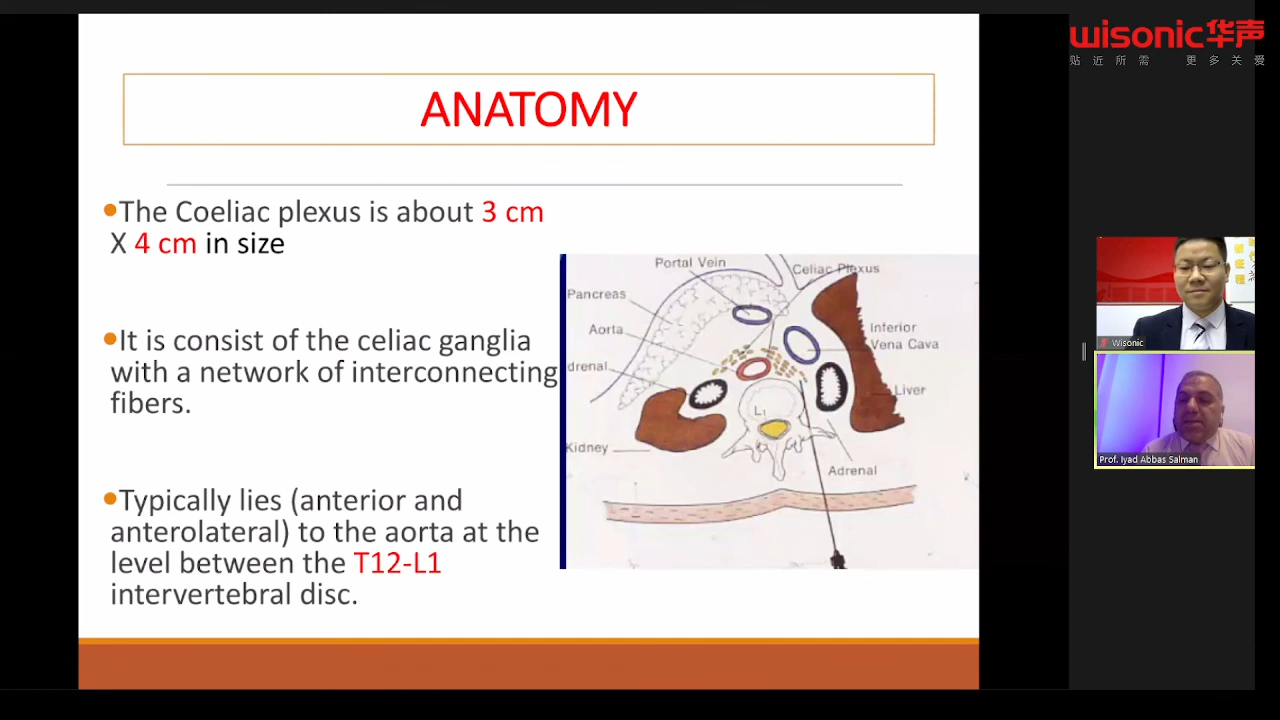 wisonic华声
贴近所需 更多关爱
ANATOMY
The Coeliac plexus is about 3 cm
X 4 cm in size
It is consist of the celiac ganglia
with a network of interconnecting
fibers.
Typically lies (anterior and
anterolateral) to the aorta at the
level between the T12-L1
intervertebral disc.
Portal Vein
Celiac Plexus
Pancreas
Aorta
Inferior
Vena Cava
drenal
Liver
L1
Kidney
Adrenal
Wisonic
Prof. Iyad Abbas Salman